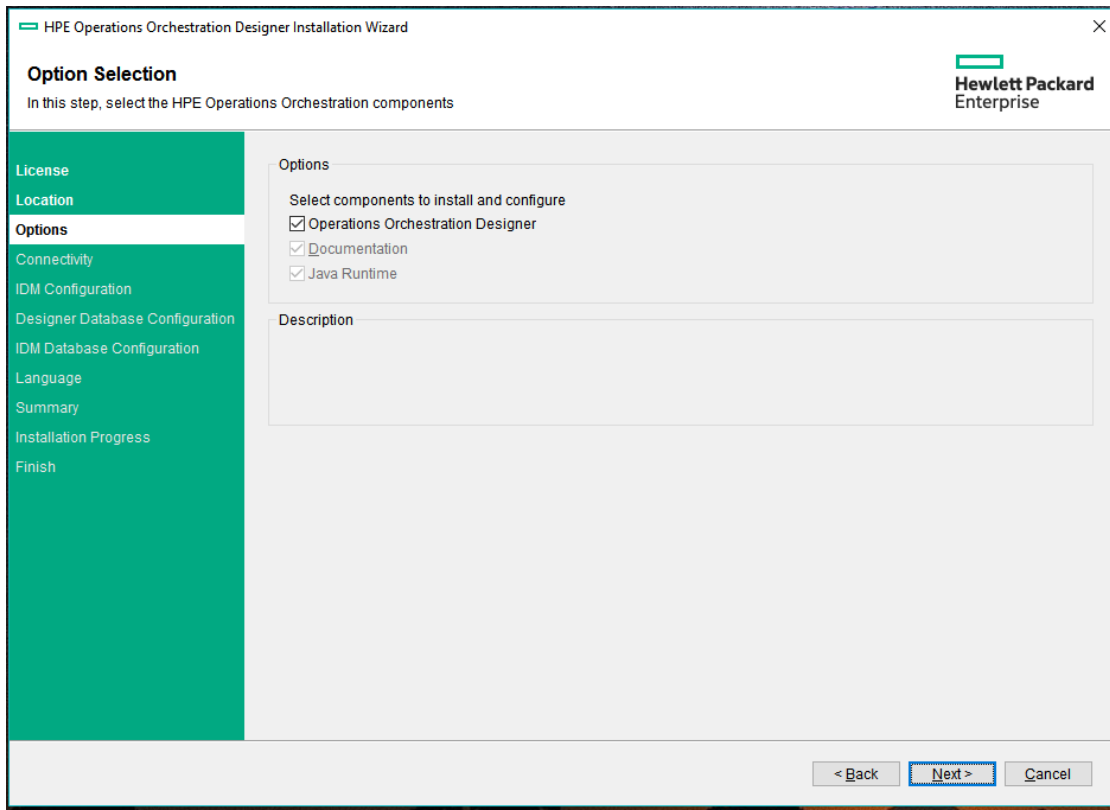 HPE Operations Orchestration Designer Installation Wizard
Option Selection
In this step, select the HPE Operations Orchestration components
Hewlett Packard
Enterprise
License
Location
Options
Connectivity
IDM Configuration
Designer Database Configuration
IDM Database Configuration
Language
Summary
Installation Progress
Finish
Options
Select components to install and configure
Operations Orchestration Designer
Documentation
Java Runtime
Description
< Back
Next >
Cancel